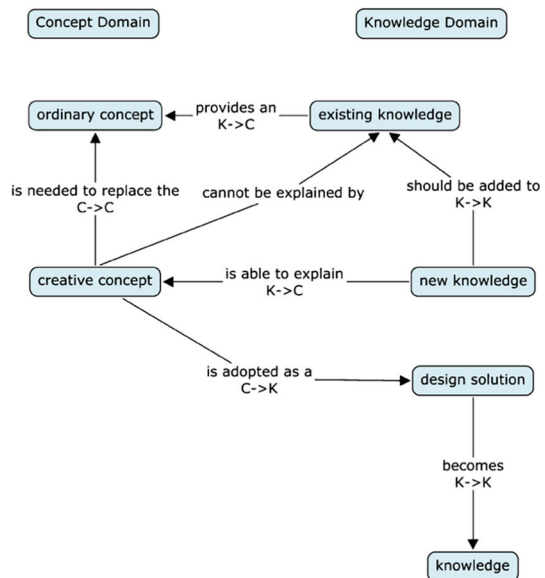 Concept Domain
Knowledge Domain
ordinary concept
provides an
K->C
existing knowledge
is needed to replace the
C->C
cannot be explained by
should be added to
K->K
creative concept
is able to explain
K->C
new knowledge
is adopted as a
C->K
design solution
becomes
K->K
knowledge